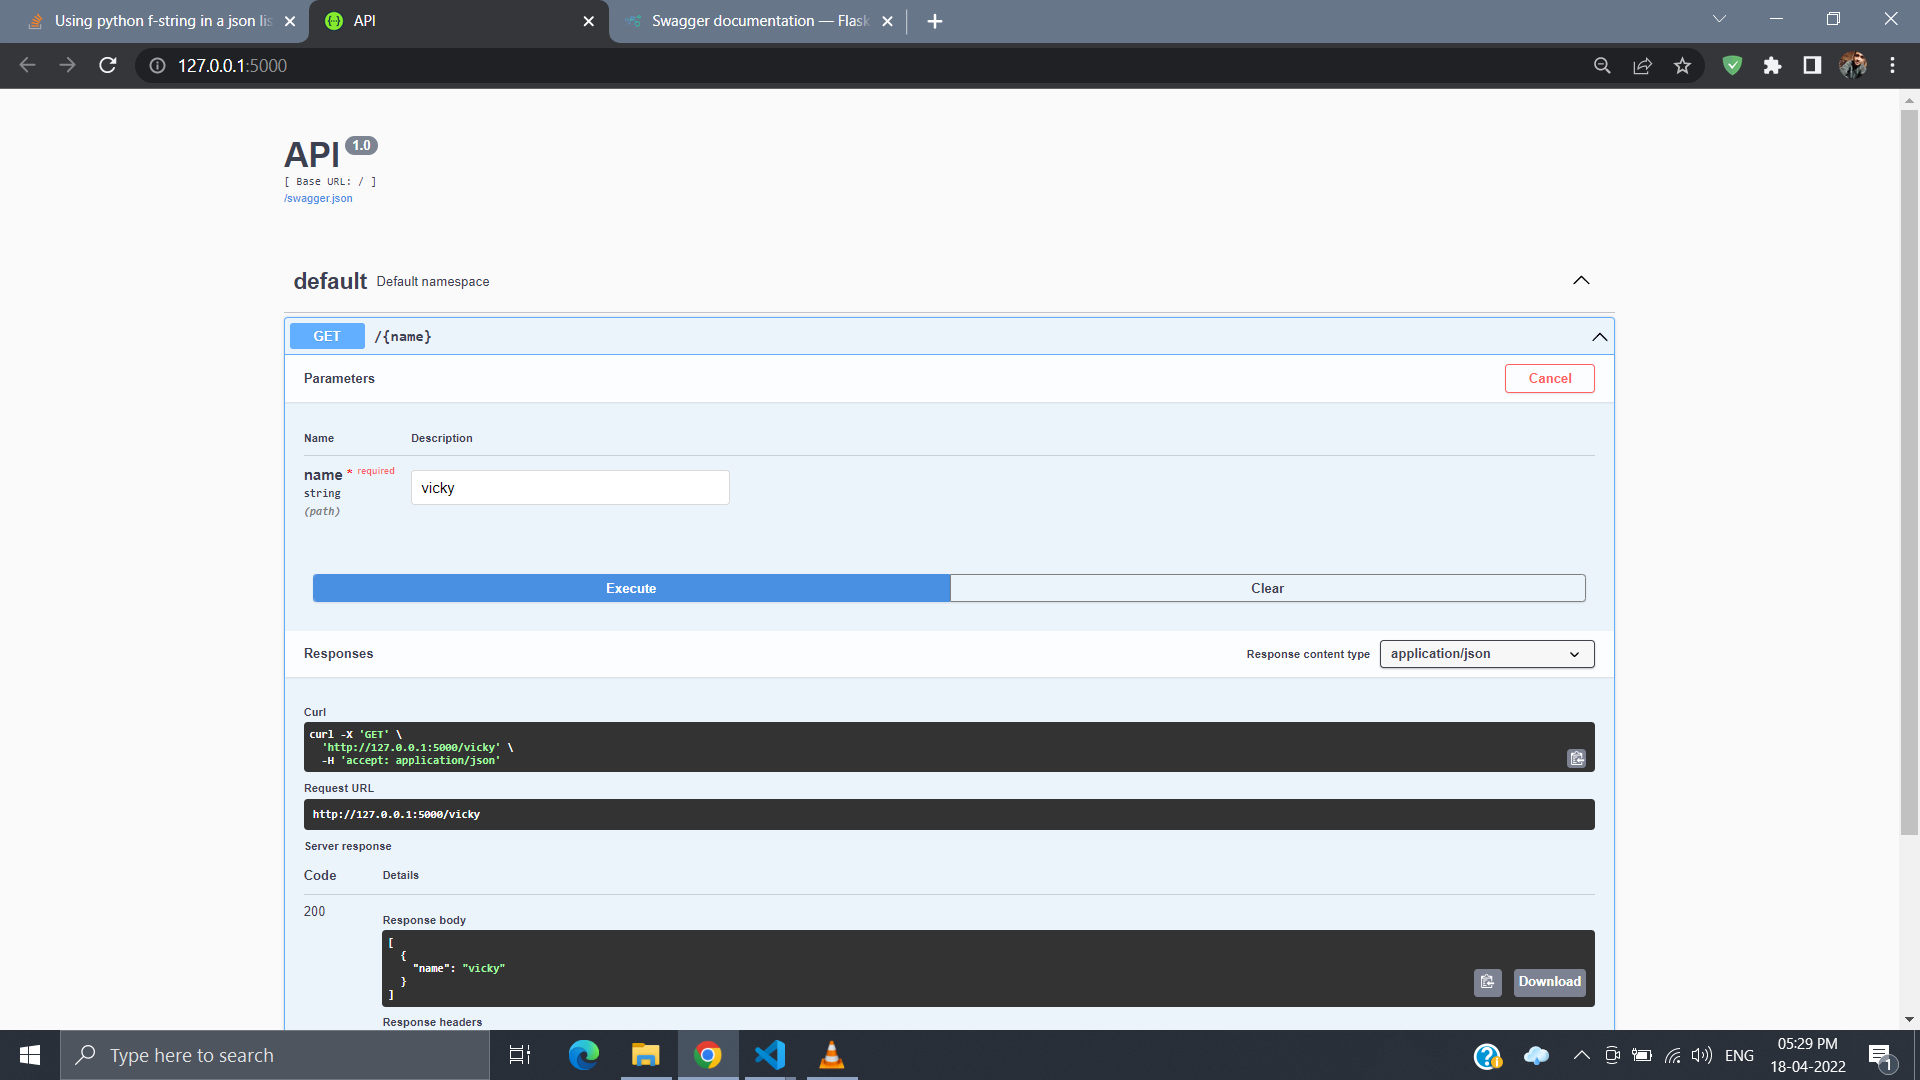 Using python f-string in a json lis
API
Swagger documentation — Flask
127.0.0.1:5000
API 1.0
[ Base URL: / ]
/swagger.json
default Default namespace
GET /{name}
Parameters
Cancel
Name Description
name * required
string
(path)
vicky
Execute
Clear
Responses
Response content type
application/json
Curl
curl -X 'GET' \
'http://127.0.0.1:5000/vicky' \
-H 'accept: application/json'
Request URL
http://127.0.0.1:5000/vicky
Server response
Code Details
200
Response body
[
{
"name": "vicky"
}
]
Download
Response headers
Type here to search
ENG
05:29 PM
18-04-2022
1